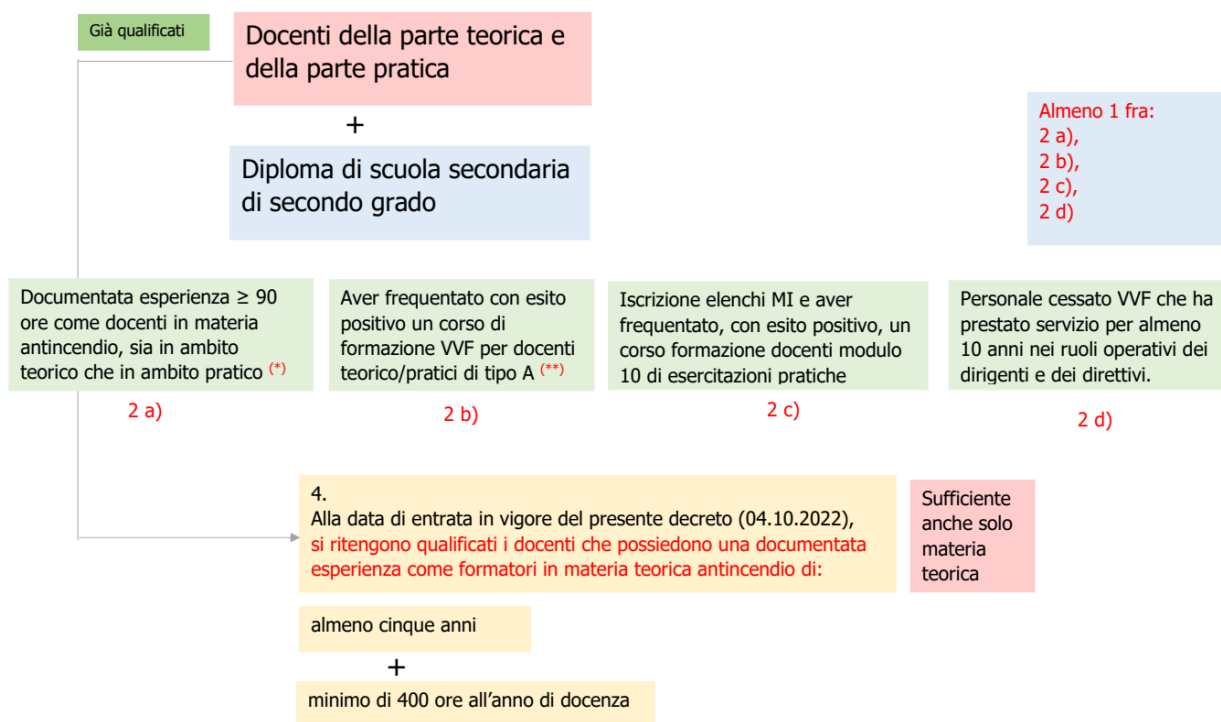 Già qualificati
Docenti della parte teorica e
della parte pratica
+
Diploma di scuola secondaria
di secondo grado
Almeno 1 fra:
2 a),
2 b),
2 c),
2 d)
Documentata esperienza ≥ 90
ore come docenti in materia
antincendio, sia in ambito
teorico che in ambito pratico (*)
2 a)
Aver frequentato con esito
positivo un corso di
formazione VVF per docenti
teorico/pratici di tipo A (**)
2 b)
Iscrizione elenchi MI e aver
frequentato, con esito positivo, un
corso formazione docenti modulo
10 di esercitazioni pratiche
2 c)
Personale cessato VVF che ha
prestato servizio per almeno
10 anni nei ruoli operativi dei
dirigenti e dei direttivi.
2 d)
4.
Alla data di entrata in vigore del presente decreto (04.10.2022),
si ritengono qualificati i docenti che possiedono una documentata
esperienza come formatori in materia teorica antincendio di:
Sufficiente
anche solo
materia
teorica
almeno cinque anni
+
minimo di 400 ore all'anno di docenza